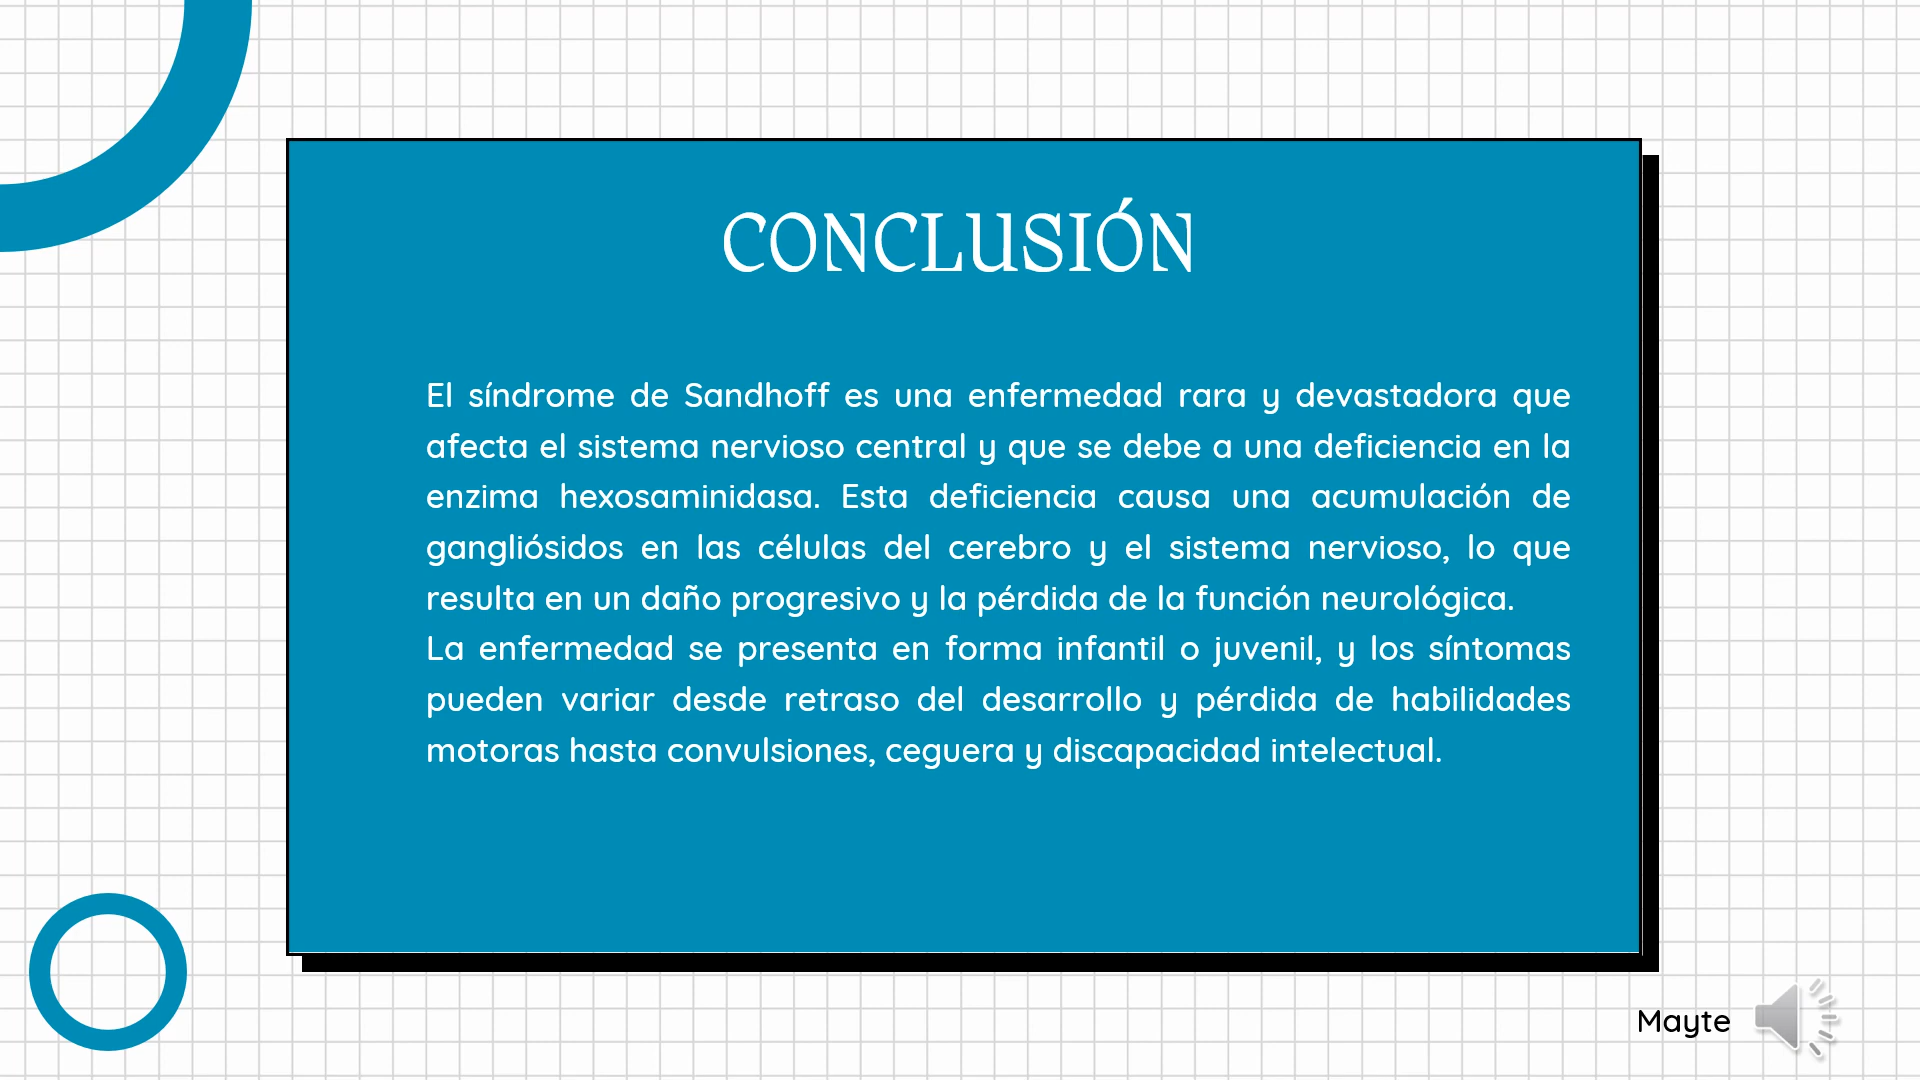 CONCLUSIÓN
El síndrome de Sandhoff es una enfermedad rara y devastadora que
afecta el sistema nervioso central y que se debe a una deficiencia en la
enzima hexosaminidasa. Esta deficiencia causa una acumulación de
gangliósidos en las células del cerebro y el sistema nervioso, lo que
resulta en un daño progresivo y la pérdida de la función neurológica.
La enfermedad se presenta en forma infantil o juvenil, y los síntomas
pueden variar desde retraso del desarrollo y pérdida de habilidades
motoras hasta convulsiones, ceguera y discapacidad intelectual.
Mayte